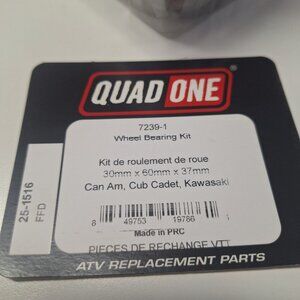 QUAD ONE
7239-1
Wheel Bearing Kit
Kit de roulement de roue
30mm x 60mm x 37mm
Can Am, Cub Cadet, Kawasaki
8 49753 19786
Made in PRC
PIECES DE RECHANGE VTT
ATV REPLACEMENT PARTS
25-1516
FFD